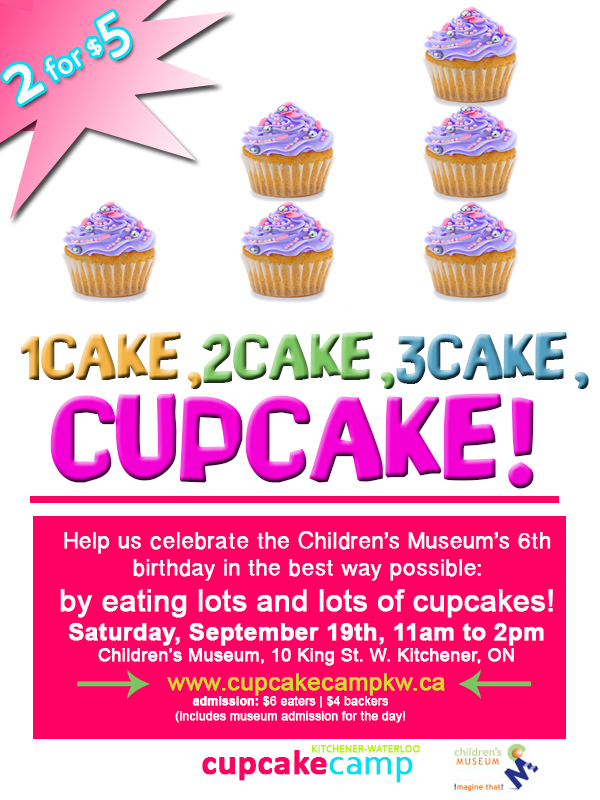 2 for $5
1CAKE, 2CAKE, 3CAKE,
CUPCAKE!
Help us celebrate the Children's Museum's 6th
birthday in the best way possible:
by eating lots and lots of cupcakes!
Saturday, September 19th, 11am to 2pm
Children's Museum, 10 King St. W. Kitchener, ON
www.cupcakecampkw.ca
admission: $6 eaters | $4 backers
(includes museum admission for the day!
KITCHENER-WATERLOO
cupcakecamp
children's
MUSEUM
!magine that!